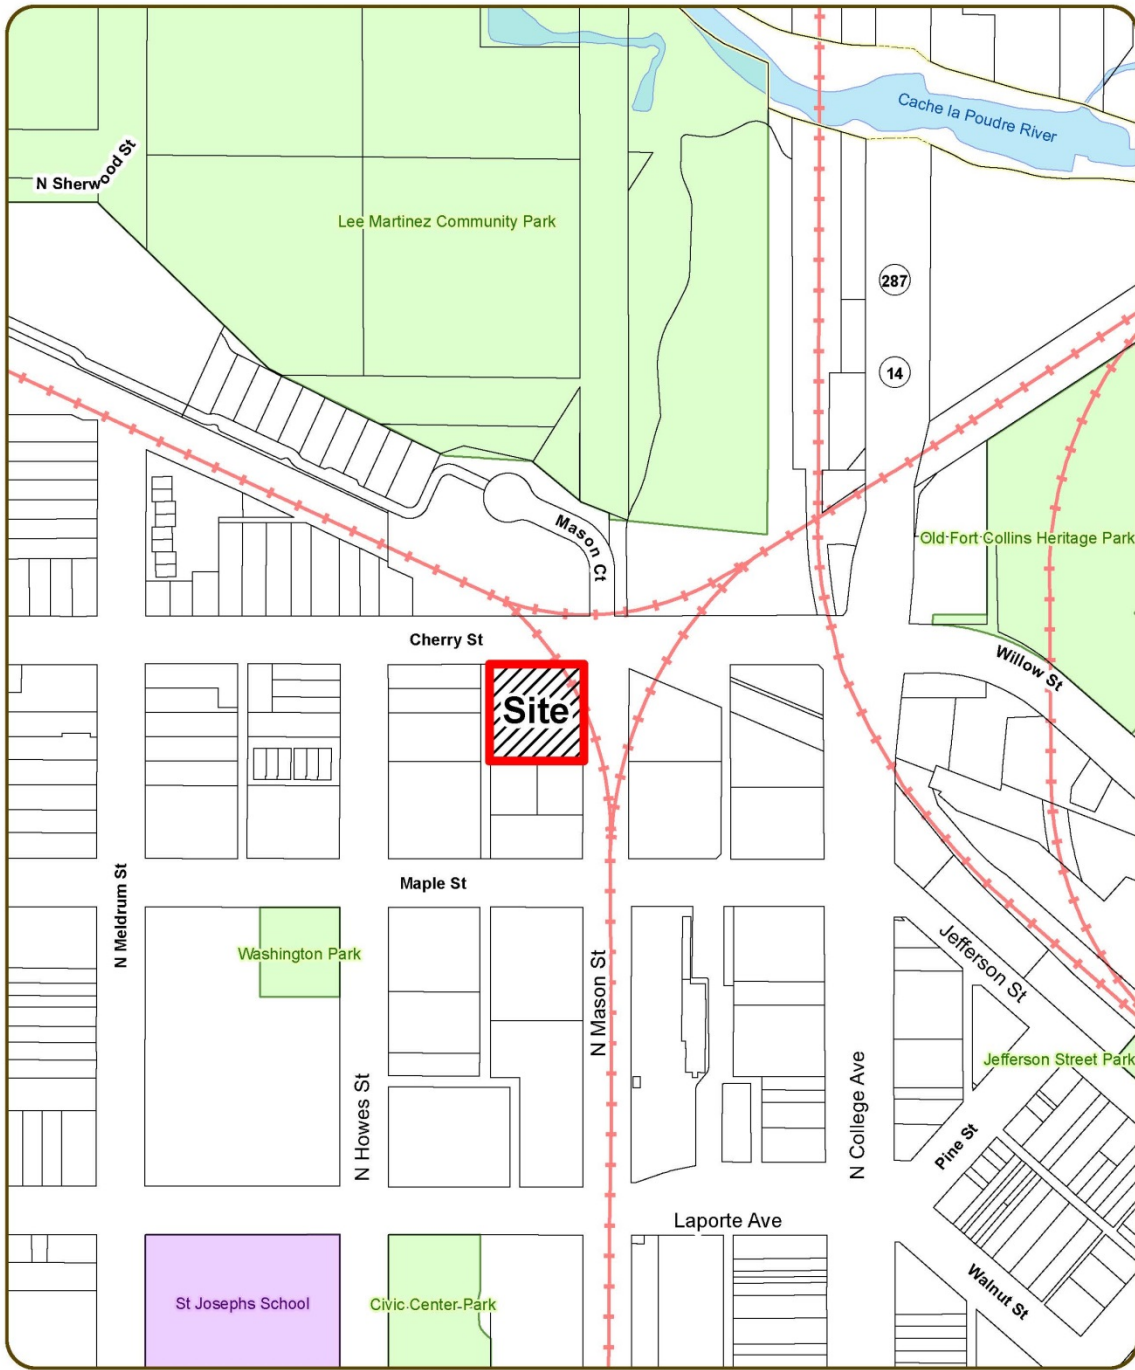 Cache la Poudre River
N Sherwood St
Lee Martinez Community Park
287
14
Old Fort Collins Heritage Park
Mason Ct
Cherry St
Willow St
Site
Maple St
N Meldrum St
Washington Park
Jefferson St
N Mason St
Jefferson Street Park
N Howes St
N College Ave
Pine St
Laporte Ave
Walnut St
St Josephs School
Civic Center Park